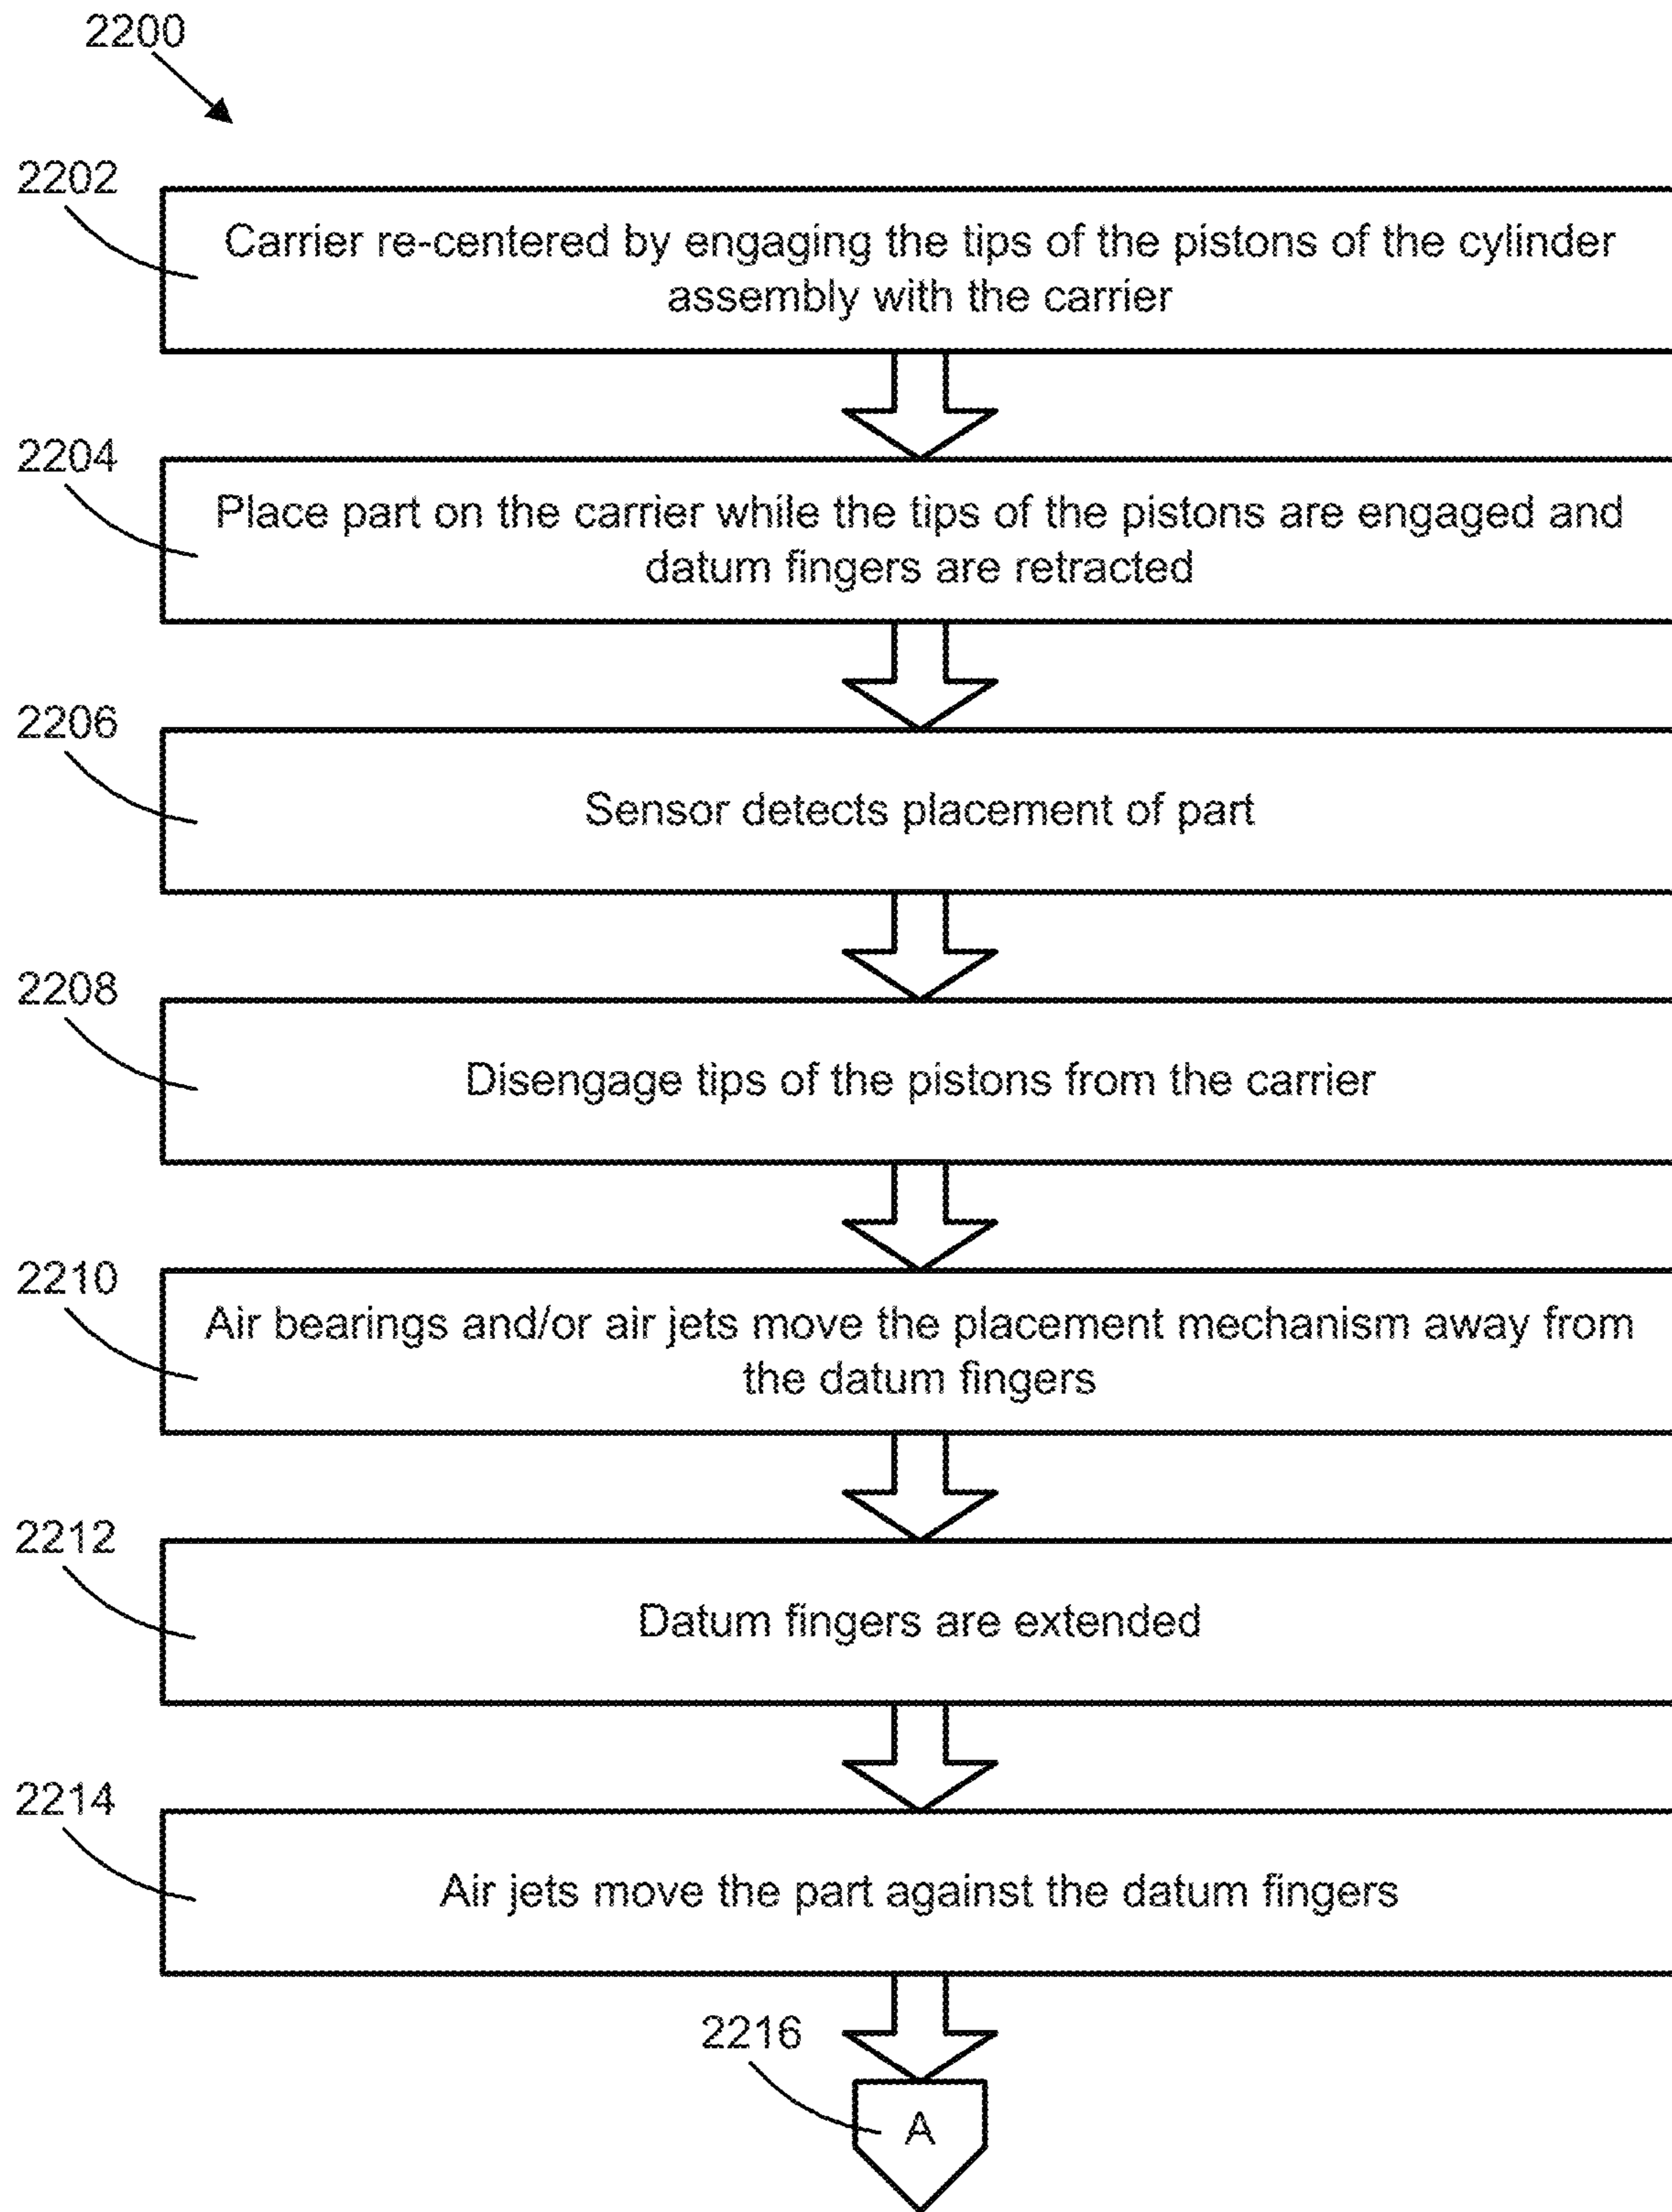 2200
2202
Carrier re-centered by engaging the tips of the pistons of the cylinder
assembly with the carrier
2204
Place part on the carrier while the tips of the pistons are engaged and
datum fingers are retracted
2206
Sensor detects placement of part
2208
Disengage tips of the pistons from the carrier
2210
Air bearings and/or air jets move the placement mechanism away from
the datum fingers
2212
Datum fingers are extended
2214
Air jets move the part against the datum fingers
2216
A